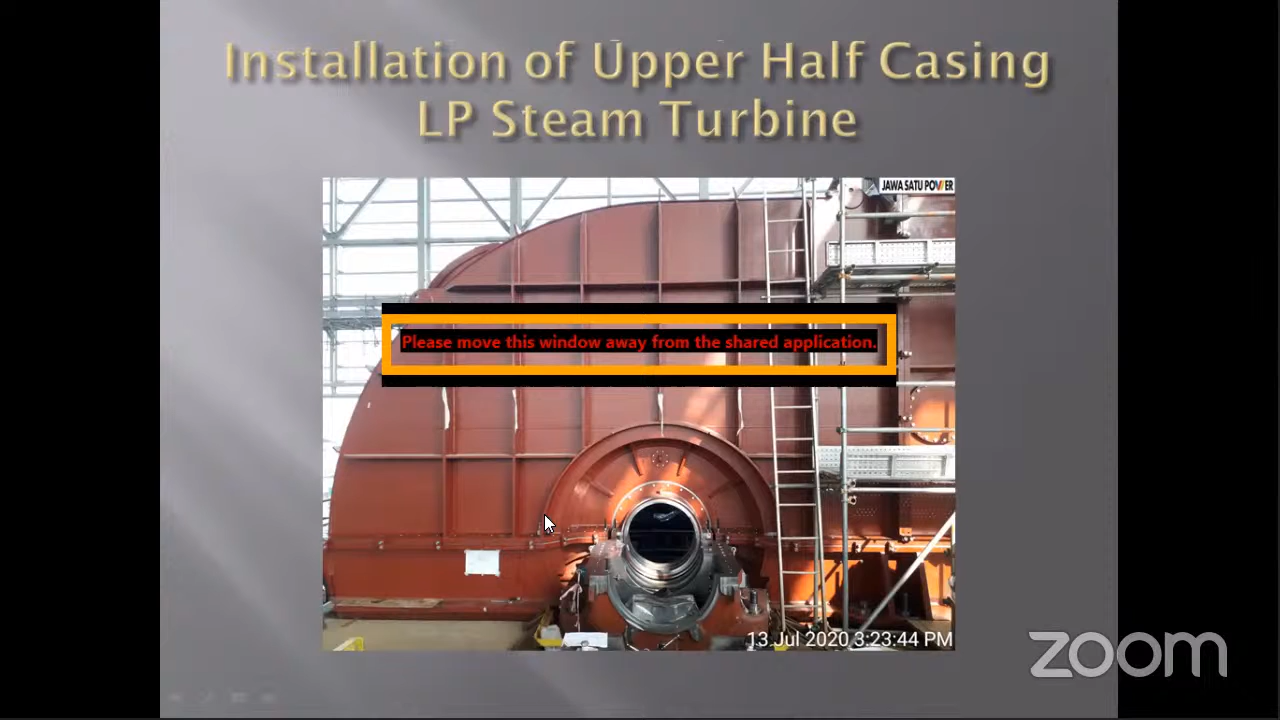 Installation of Upper Half Casing
LP Steam Turbine
JAWA SATU POWER
Please move this window away from the shared application.
13 Jul 2020 3:23:44 PM
zoom